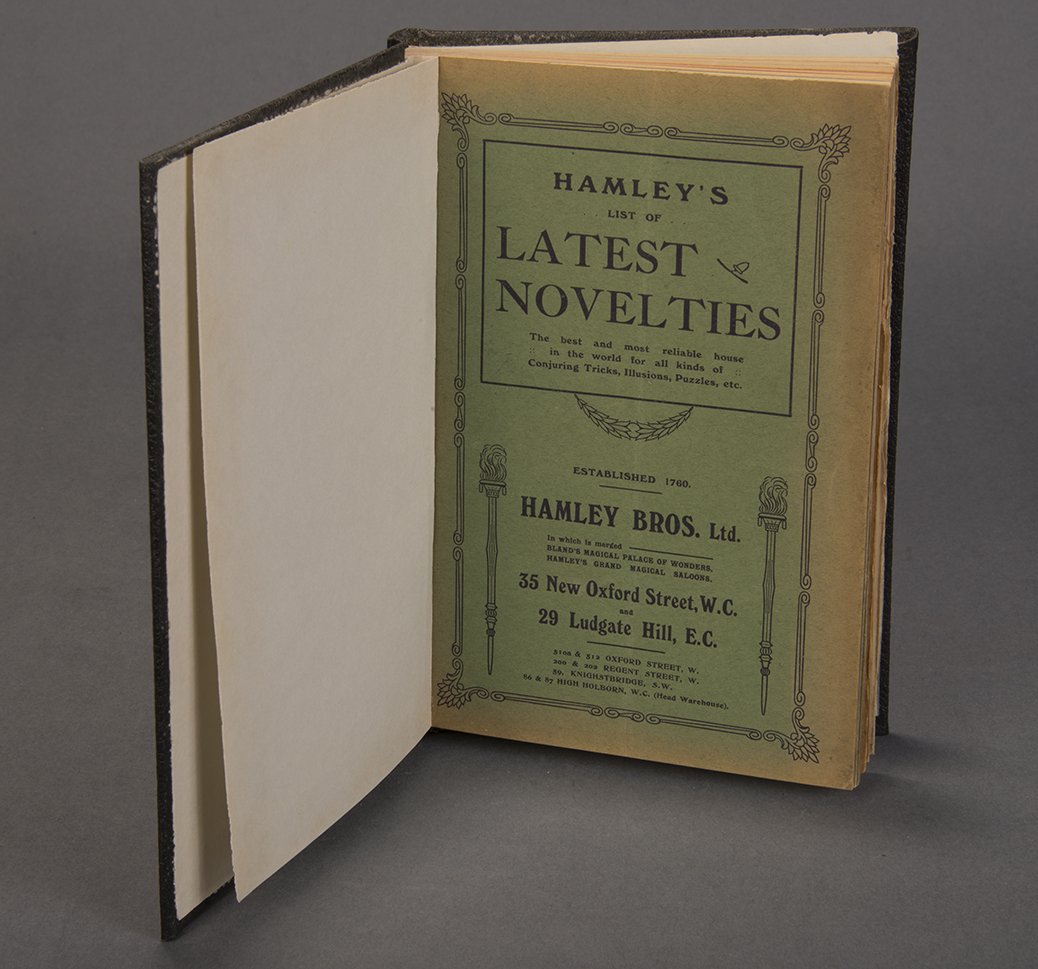 HAMLEY'S
LIST OF
LATEST
NOVELTIES
The best and most reliable house
:: in the world for all kinds of ::
Conjuring Tricks, Illusions, Puzzles, etc.
ESTABLISHED 1760.
HAMLEY BROS. Ltd.
In which is merged
BLAND'S MAGICAL PALACE OF WONDERS.
HAMLEY'S GRAND MAGICAL SALOONS.
35 New Oxford Street, W.C.
and
29 Ludgate Hill, E.C.
510a & 512 OXFORD STREET, W.
200 & 202 REGENT STREET, W.
59, KNIGHSTBRIDGE, S.W.
86 & 87 HIGH HOLBORN, W.C. (Head Warehouse).